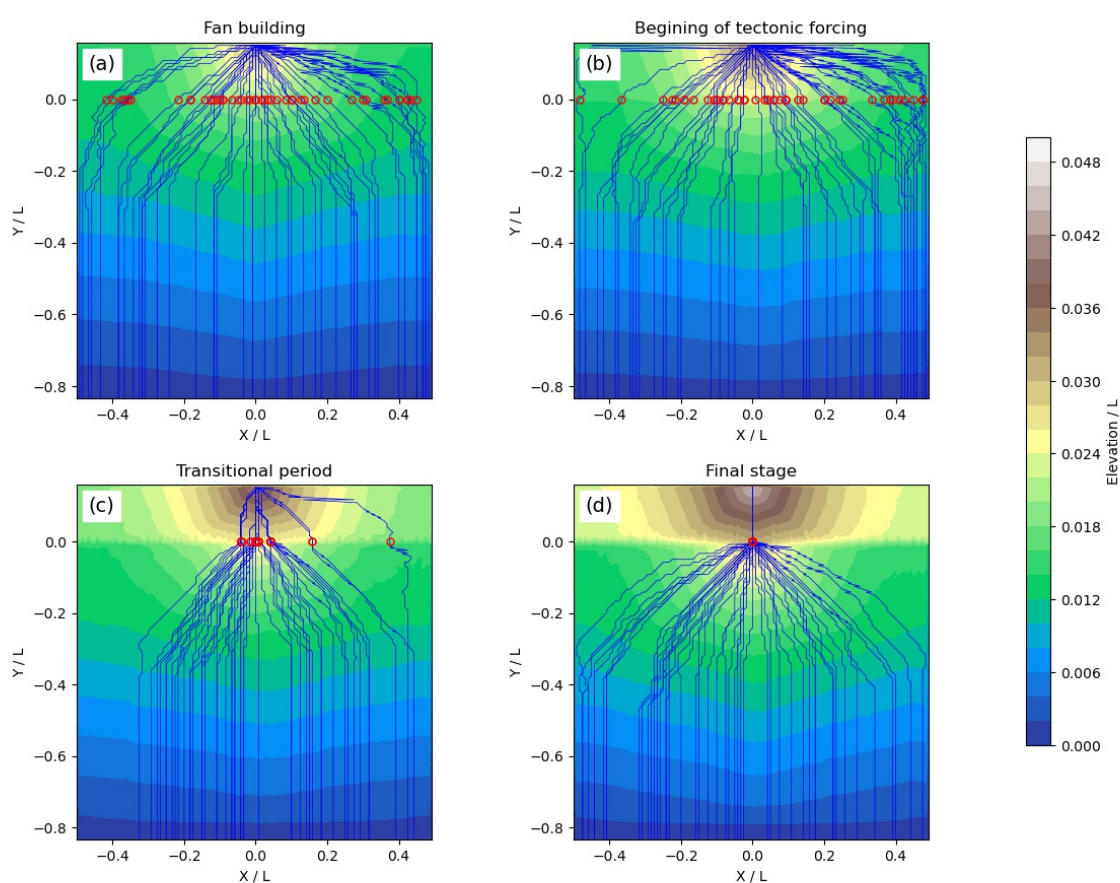 Fan building
(a)
0.0
−0.2
−0.4
−0.6
−0.8
Y / L
−0.4 −0.2 0.0 0.2 0.4
X / L
Begining of tectonic forcing
(b)
0.0
−0.2
−0.4
−0.6
−0.8
Y / L
−0.4 −0.2 0.0 0.2 0.4
X / L
Transitional period
(c)
0.0
−0.2
−0.4
−0.6
−0.8
Y / L
−0.4 −0.2 0.0 0.2 0.4
X / L
Final stage
(d)
0.0
−0.2
−0.4
−0.6
−0.8
Y / L
−0.4 −0.2 0.0 0.2 0.4
X / L
0.048
0.042
0.036
0.030
0.024
0.018
0.012
0.006
0.000
Elevation / L